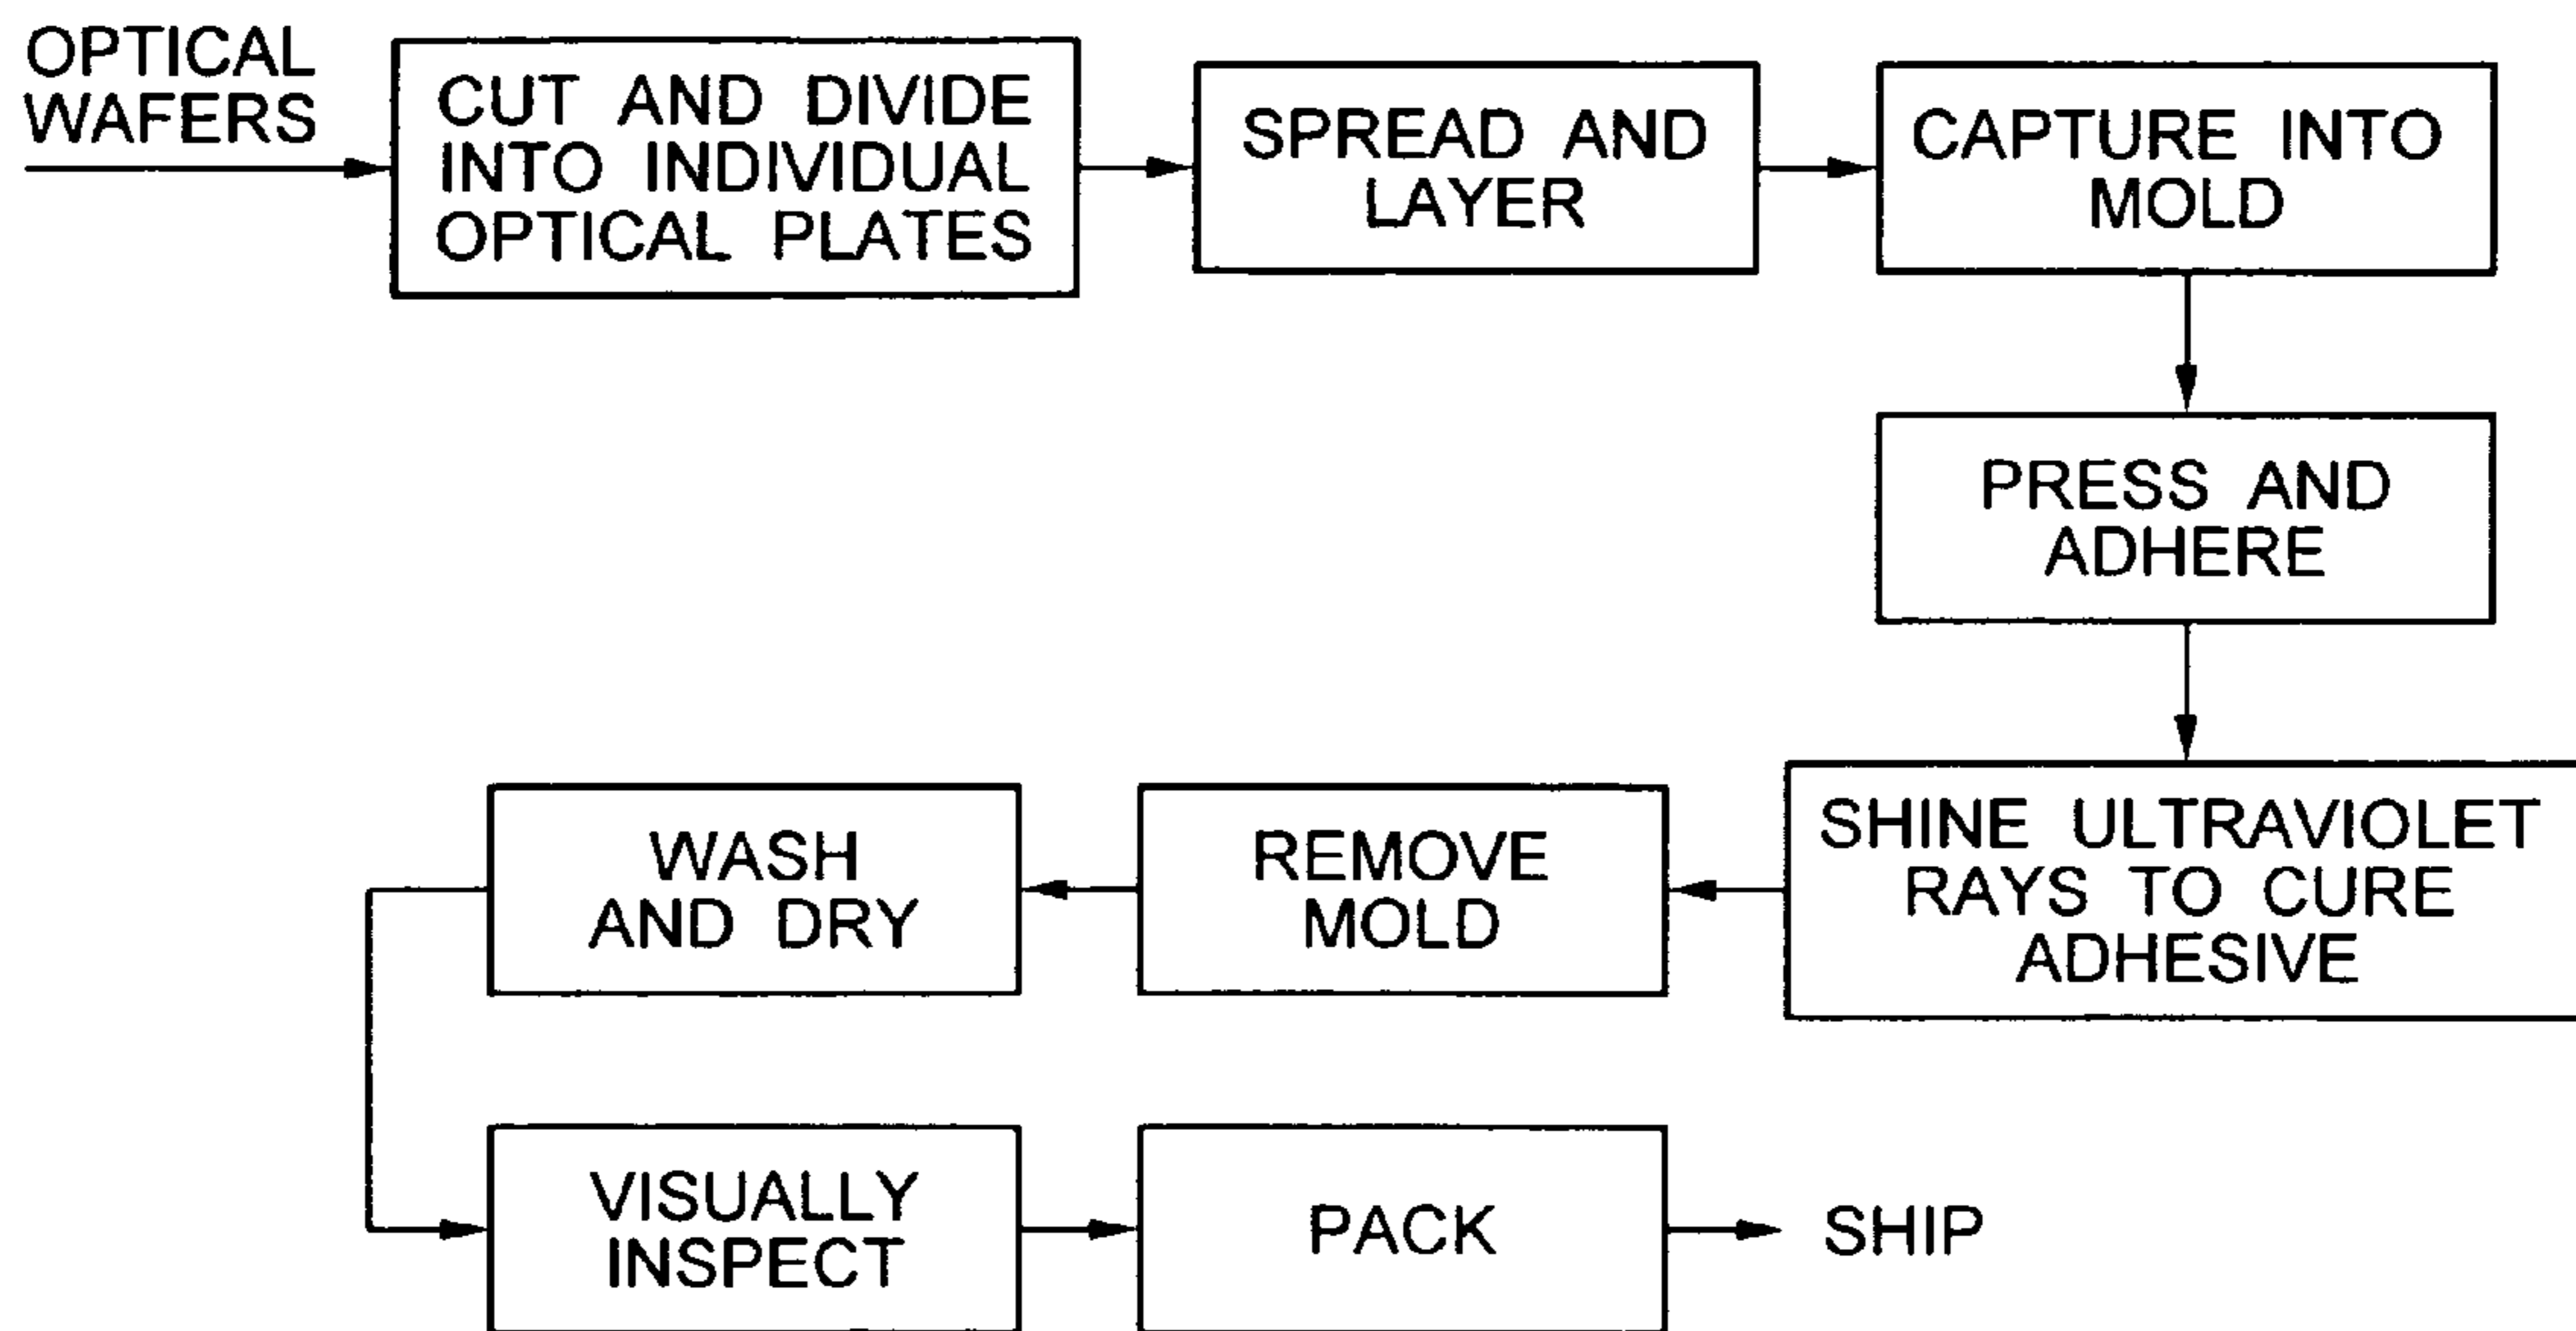 OPTICAL
WAFERS
CUT AND DIVIDE
INTO INDIVIDUAL
OPTICAL PLATES
SPREAD AND
LAYER
CAPTURE INTO
MOLD
PRESS AND
ADHERE
SHINE ULTRAVIOLET
RAYS TO CURE
ADHESIVE
REMOVE
MOLD
WASH
AND DRY
VISUALLY
INSPECT
PACK
SHIP